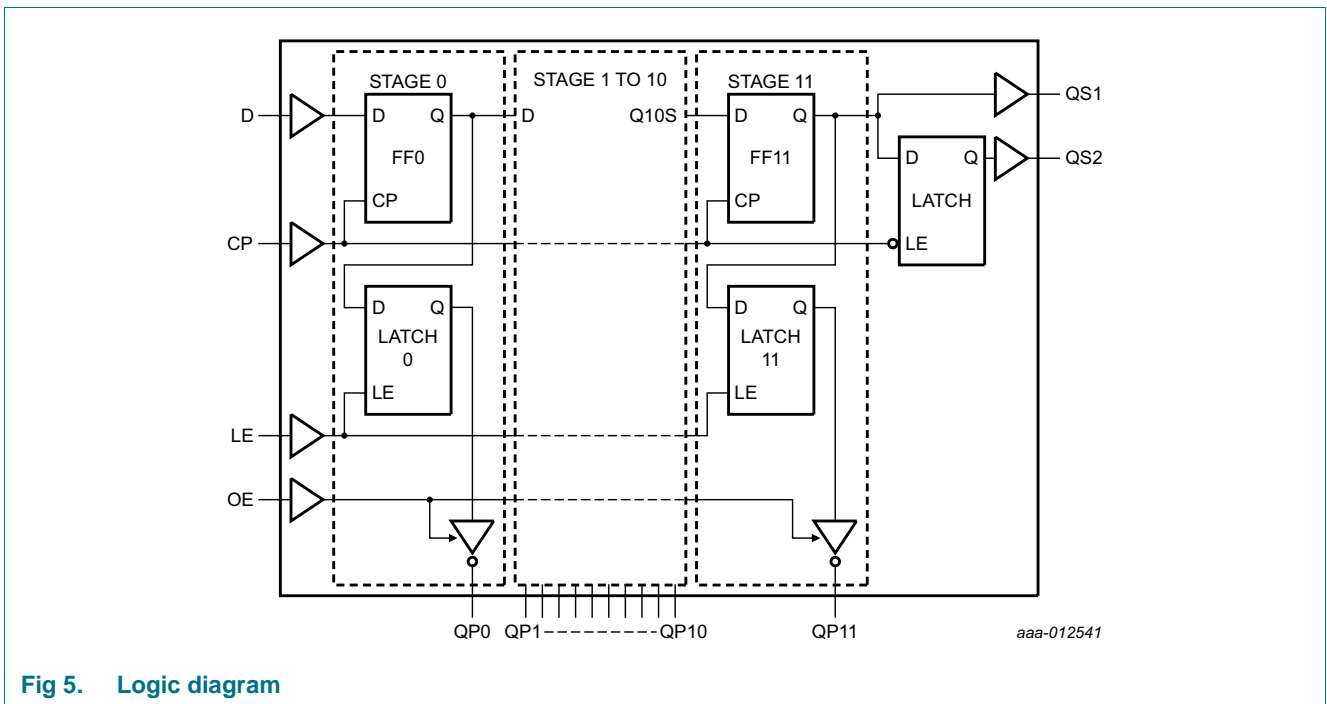 STAGE 0
STAGE 1 TO 10
STAGE 11
D
D Q
D
Q10S
D Q
QS1
FF0
FF11
D Q
QS2
CP
CP
LATCH
CP
LE
D Q
D Q
LATCH
0
LATCH
11
LE
LE
LE
OE
QP0
QP1
QP10
QP11
aaa-012541
Fig 5. Logic diagram